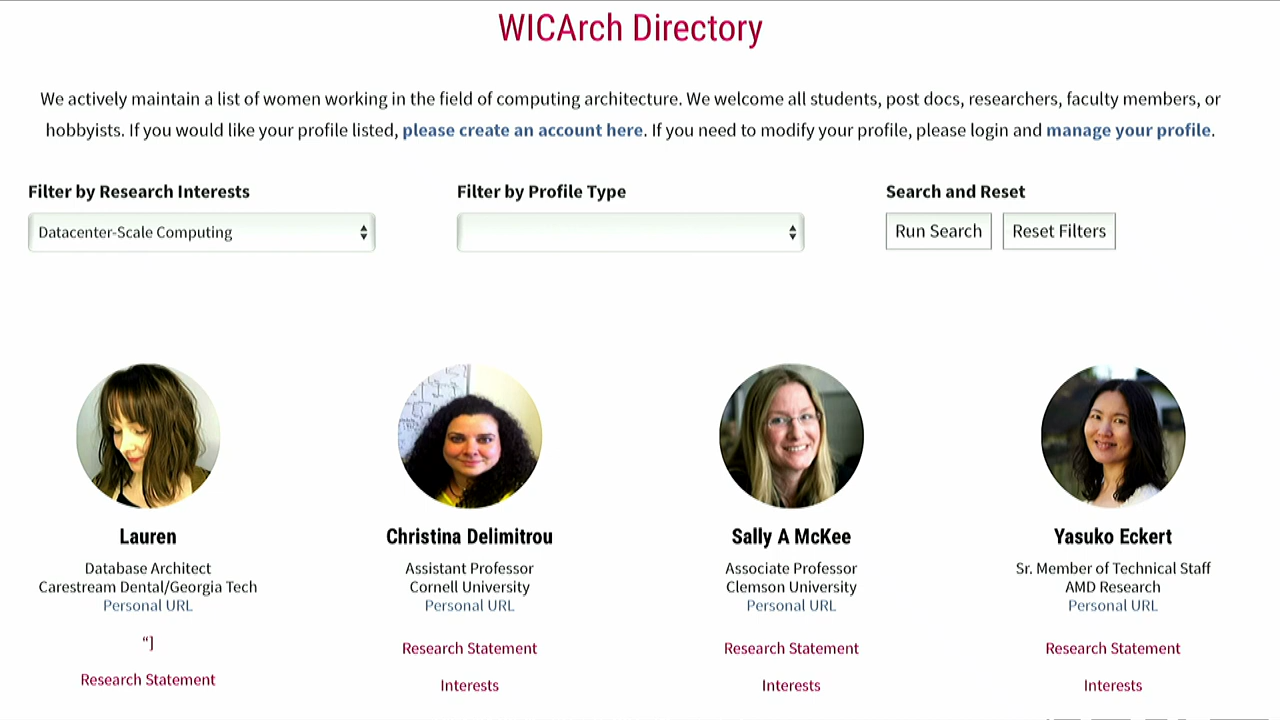 WICArch Directory
We actively maintain a list of women working in the field of computing architecture. We welcome all students, post docs, researchers, faculty members, or
hobbyists. If you would like your profile listed, please create an account here. If you need to modify your profile, please login and manage your profile.
Filter by Research Interests
Datacenter-Scale Computing
Filter by Profile Type
Search and Reset
Run Search
Reset Filters
Lauren
Database Architect
Carestream Dental/Georgia Tech
Personal URL
“]
Research Statement
Christina Delimitrou
Assistant Professor
Cornell University
Personal URL
Research Statement
Interests
Sally A McKee
Associate Professor
Clemson University
Personal URL
Research Statement
Interests
Yasuko Eckert
Sr. Member of Technical Staff
AMD Research
Personal URL
Research Statement
Interests